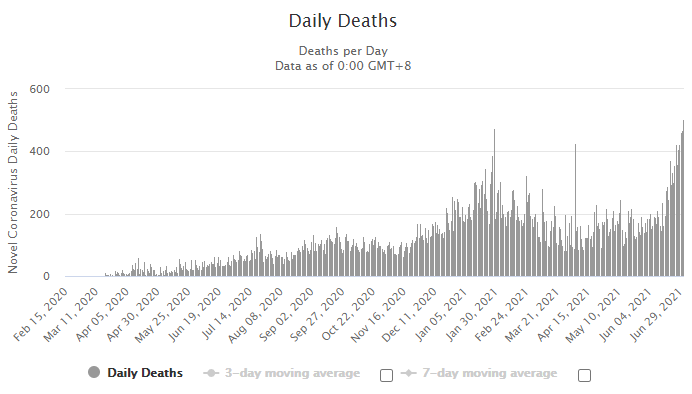 Daily Deaths
Deaths per Day
Data as of 0:00 GMT+8
Novel Coronavirus Daily Deaths
600
400
200
0
Feb 15, 2020
Mar 11, 2020
Apr 05, 2020
Apr 30, 2020
May 25, 2020
Jun 19, 2020
Jul 14, 2020
Aug 08, 2020
Sep 02, 2020
Sep 27, 2020
Oct 22, 2020
Nov 16, 2020
Dec 11, 2020
Jan 05, 2021
Jan 30, 2021
Feb 24, 2021
Mar 21, 2021
Apr 15, 2021
May 10, 2021
Jun 04, 2021
Jun 29, 2021
Daily Deaths 3-day moving average 7-day moving average